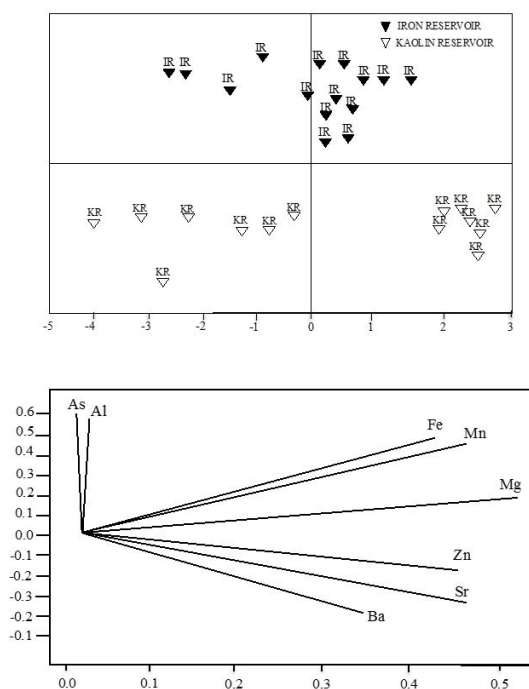 IRON RESERVOIR
KAOLIN RESERVOIR
IR
IR IR
IR IR
IR IR IR
IR
IR
IR
IR
IR
IR IR
KR KR KR
KR KR KR
KR KR
KR KR KR KR
KR
KR
-5 -4 -3 -2 -1 0 1 2 3
As Al
0.6
0.5
0.4
0.3
0.2
0.1
0.0
-0.1
-0.2
-0.3
-0.2
-0.1
Fe
Mn
Mg
Zn
Sr
Ba
0.0 0.1 0.2 0.3 0.4 0.5